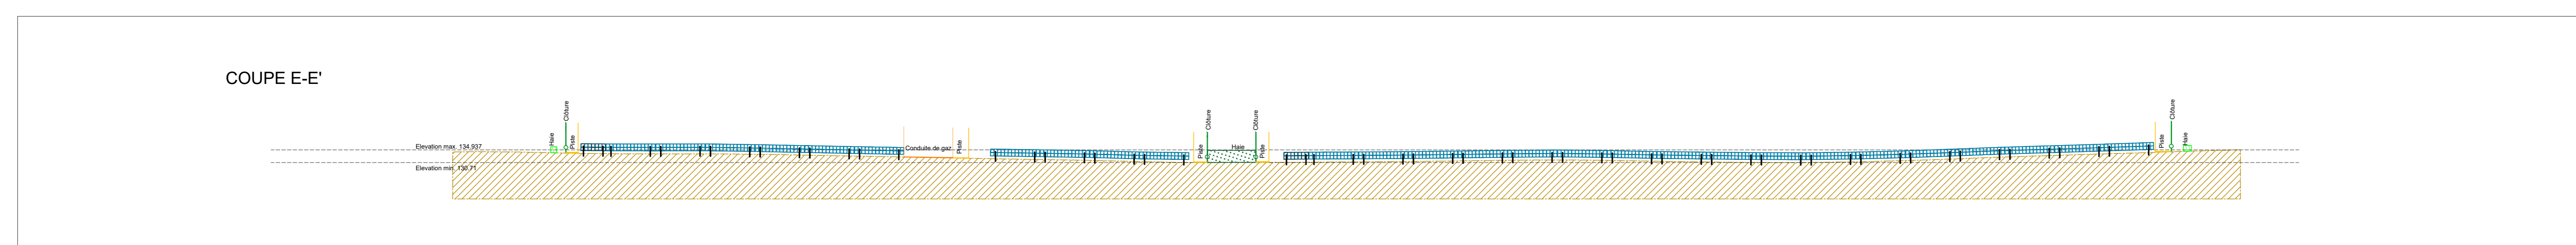 COUPE E-E'
Elevation max. 134,937
Elevation min. 130,71
Haie
Clôture
Piste
Conduite de gaz
Piste
Piste
Clôture
Haie
Clôture
Piste
Piste
Clôture
Haie